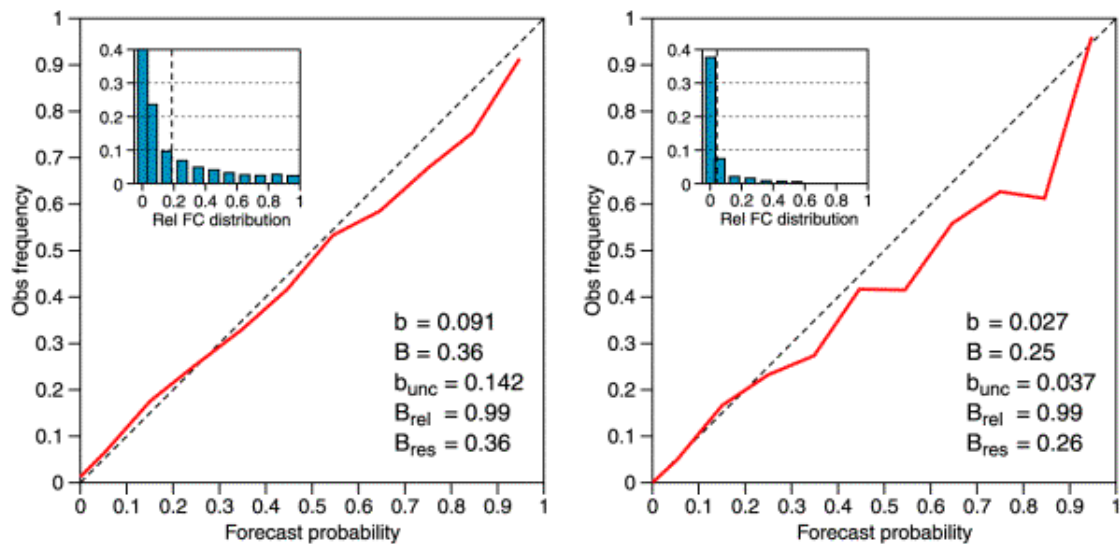 1
0.9
0.8
0.7
0.6
0.5
0.4
0.3
0.2
0.1
0
Obs frequency
0.4
0.3
0.2
0.1
0
0 0.2 0.4 0.6 0.8 1
Rel FC distribution
b = 0.091
B = 0.36
bunc = 0.142
Brel = 0.99
Bres = 0.36
0 0.1 0.2 0.3 0.4 0.5 0.6 0.7 0.8 0.9 1
Forecast probability
1
0.9
0.8
0.7
0.6
0.5
0.4
0.3
0.2
0.1
0
Obs frequency
0.4
0.3
0.2
0.1
0
0 0.2 0.4 0.6 0.8 1
Rel FC distribution
b = 0.027
B = 0.25
bunc = 0.037
Brel = 0.99
Bres = 0.26
0 0.1 0.2 0.3 0.4 0.5 0.6 0.7 0.8 0.9 1
Forecast probability